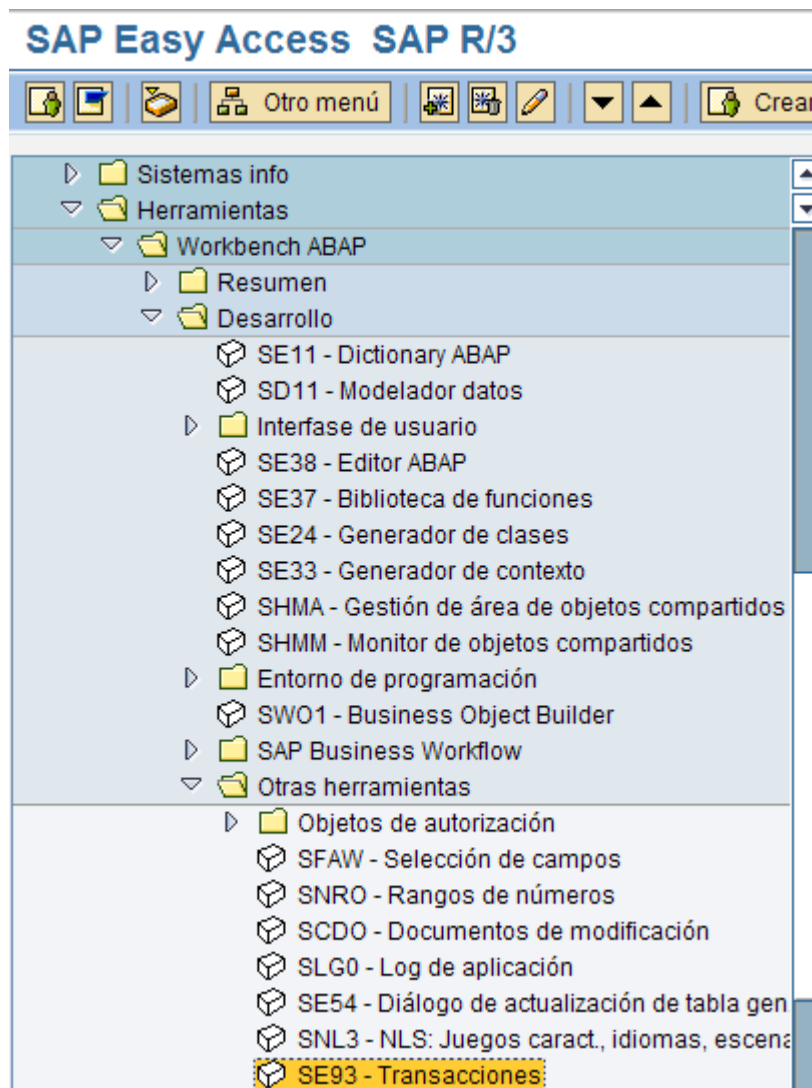 SAP Easy Access SAP R/3
Otro menú
Crear
Sistemas info
Herramientas
Workbench ABAP
Resumen
Desarrollo
SE11 - Dictionary ABAP
SD11 - Modelador datos
Interfase de usuario
SE38 - Editor ABAP
SE37 - Biblioteca de funciones
SE24 - Generador de clases
SE33 - Generador de contexto
SHMA - Gestión de área de objetos compartidos
SHMM - Monitor de objetos compartidos
Entorno de programación
SWO1 - Business Object Builder
SAP Business Workflow
Otras herramientas
Objetos de autorización
SFAW - Selección de campos
SNRO - Rangos de números
SCDO - Documentos de modificación
SLG0 - Log de aplicación
SE54 - Diálogo de actualización de tabla gen
SNL3 - NLS: Juegos caract., idiomas, escena
SE93 - Transacciones